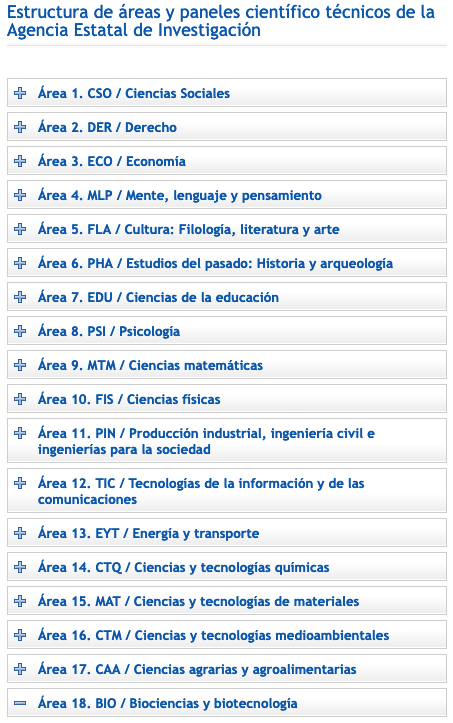 Estructura de áreas y paneles científico técnicos de la
Agencia Estatal de Investigación
Área 1. CSO / Ciencias Sociales
Área 2. DER / Derecho
Área 3. ECO / Economía
Área 4. MLP / Mente, lenguaje y pensamiento
Área 5. FLA / Cultura: Filología, literatura y arte
Área 6. PHA / Estudios del pasado: Historia y arqueología
Área 7. EDU / Ciencias de la educación
Área 8. PSI / Psicología
Área 9. MTM / Ciencias matemáticas
Área 10. FIS / Ciencias físicas
Área 11. PIN / Producción industrial, ingeniería civil e
ingenierías para la sociedad
Área 12. TIC / Tecnologías de la información y de las
comunicaciones
Área 13. EYT / Energía y transporte
Área 14. CTQ / Ciencias y tecnologías químicas
Área 15. MAT / Ciencias y tecnologías de materiales
Área 16. CTM / Ciencias y tecnologías medioambientales
Área 17. CAA / Ciencias agrarias y agroalimentarias
Área 18. BIO / Biociencias y biotecnología